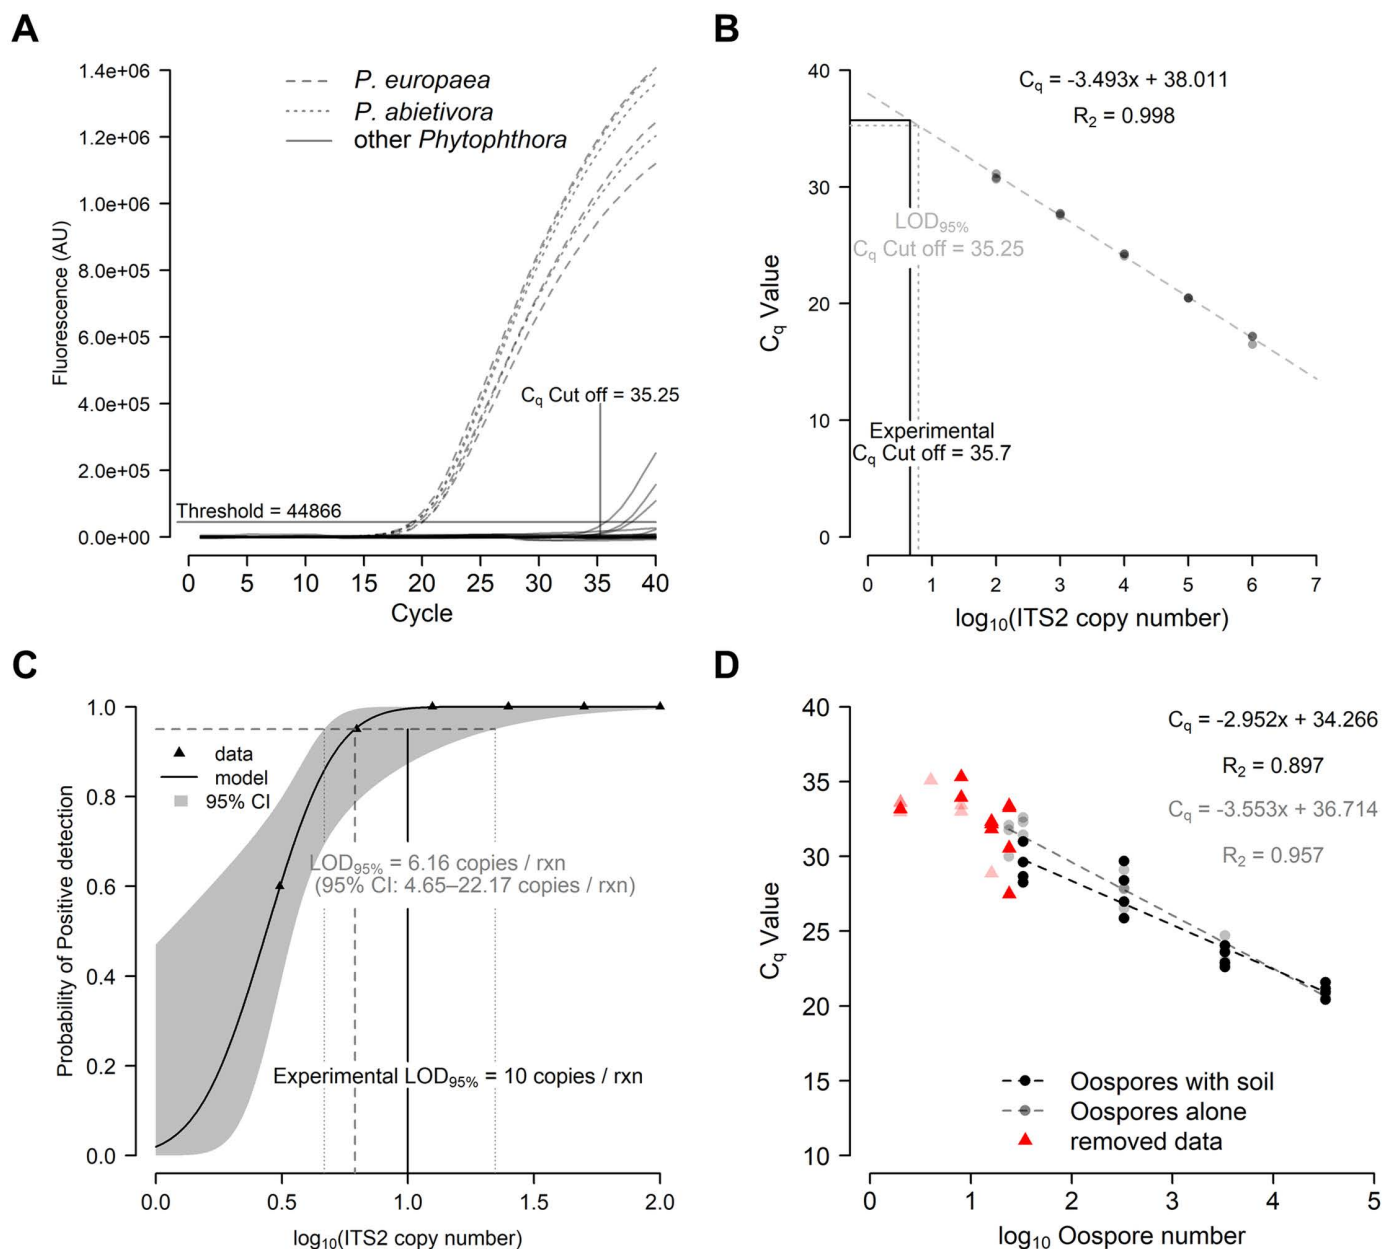 A
1.4e+06
1.2e+06
1.0e+06
8.0e+05
6.0e+05
4.0e+05
2.0e+05
0.0e+00
Fluorescence (AU)
P. europaea
P. abietivora
other Phytophthora
Cq Cut off = 35.25
Threshold = 44866
0 5 10 15 20 25 30 35 40
Cycle
B
40
30
20
10
0
Cq Value
Cq = -3.493x + 38.011
R2 = 0.998
LOD95%
Cq Cut off = 35.25
Experimental
Cq Cut off = 35.7
0 1 2 3 4 5 6 7
log10(ITS2 copy number)
C
1.0
0.8
0.6
0.4
0.2
0.0
Probability of Positive detection
data
model
95% CI
LOD95% = 6.16 copies / rxn
(95% CI: 4.65–22.17 copies / rxn)
Experimental LOD95% = 10 copies / rxn
0.0 0.5 1.0 1.5 2.0
log10(ITS2 copy number)
D
40
35
30
25
20
15
10
Cq Value
Cq = -2.952x + 34.266
R2 = 0.897
Cq = -3.553x + 36.714
R2 = 0.957
Oospores with soil
Oospores alone
removed data
0 1 2 3 4 5
log10 Oospore number